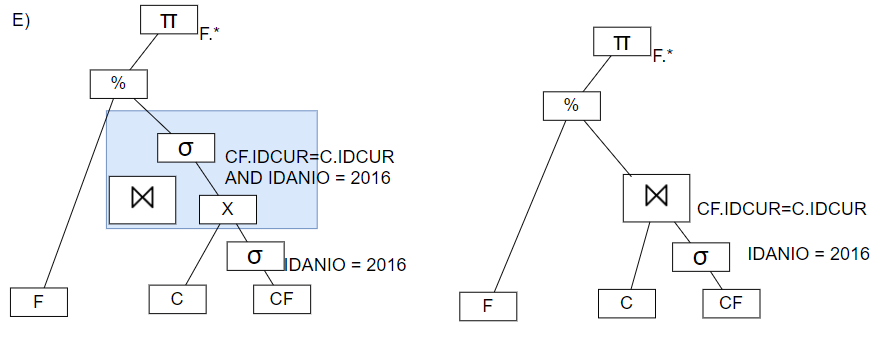 E)
π
F.*
%
σ
CF.IDCUR=C.IDCUR
AND IDANIO = 2016
⋈
X
σ
IDANIO = 2016
F
C
CF
π
F.*
%
⋈
CF.IDCUR=C.IDCUR
σ
IDANIO = 2016
F
C
CF